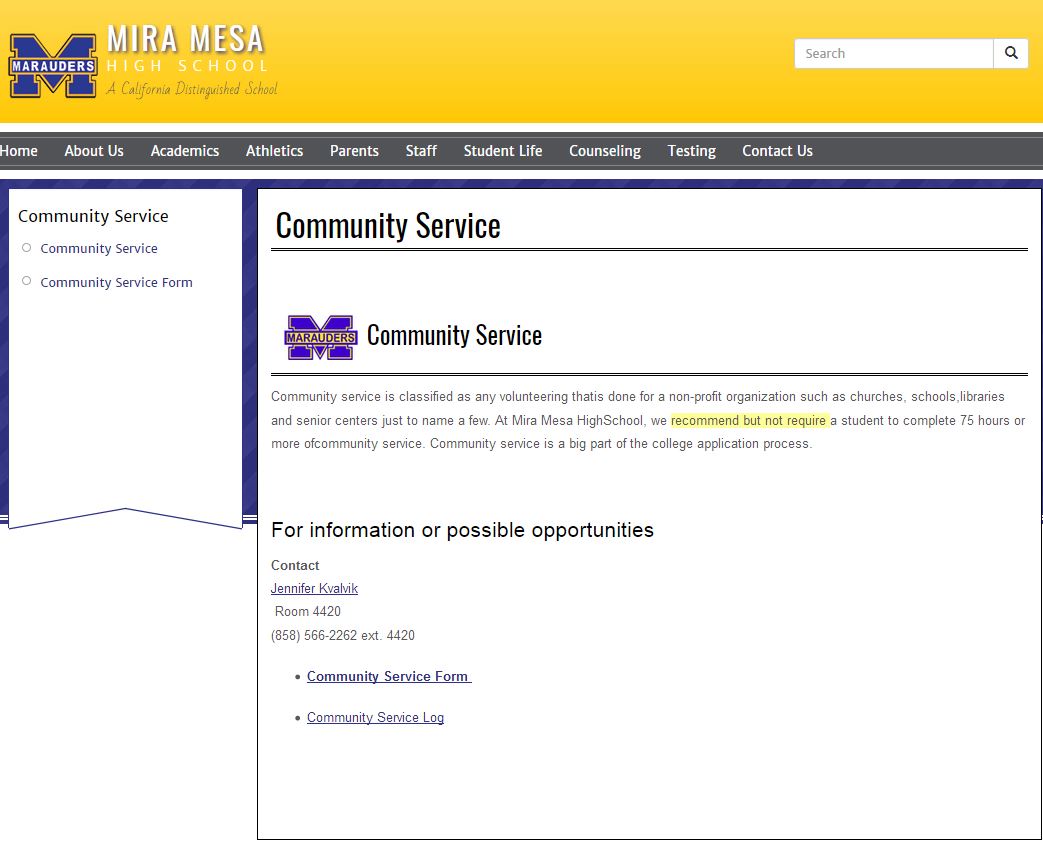 MARAUDERS
MIRA MESA
HIGH SCHOOL
A California Distinguished School
Search
Home About Us Academics Athletics Parents Staff Student Life Counseling Testing Contact Us
Community Service
Community Service
Community Service Form
Community Service
MARAUDERS Community Service
Community service is classified as any volunteering thatis done for a non-profit organization such as churches, schools,libraries
and senior centers just to name a few. At Mira Mesa HighSchool, we recommend but not require a student to complete 75 hours or
more ofcommunity service. Community service is a big part of the college application process.
For information or possible opportunities
Contact
Jennifer Kvalvik
Room 4420
(858) 566-2262 ext. 4420
• Community Service Form
• Community Service Log